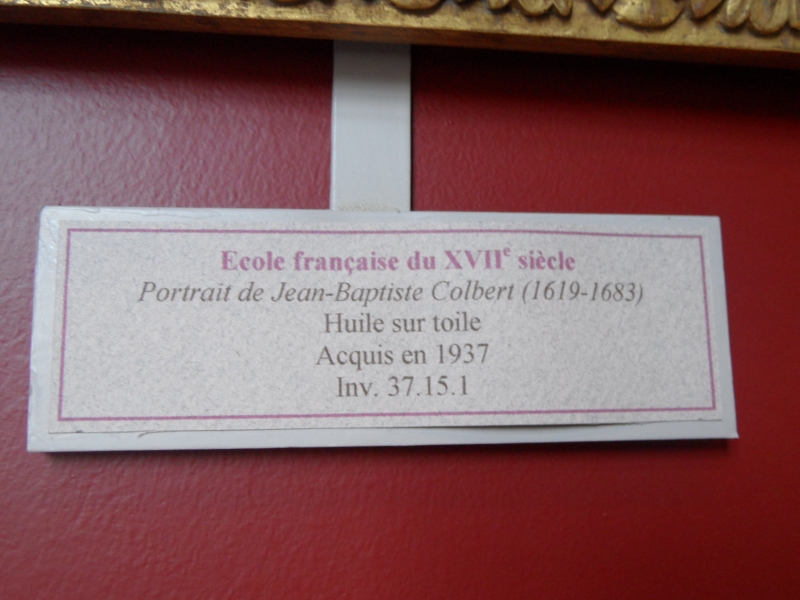 Ecole française du XVIIe siècle
Portrait de Jean-Baptiste Colbert (1619-1683)
Huile sur toile
Acquis en 1937
Inv. 37.15.1